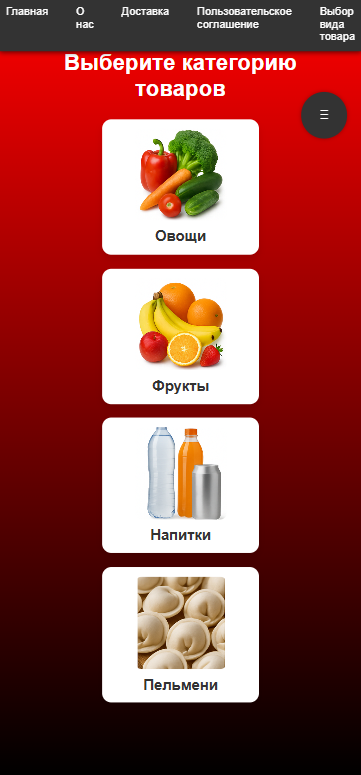 Главная
О
нас
Доставка
Пользовательское
соглашение
Выбор
вида
товара
Выберите категорию
товаров
Овощи
Фрукты
Напитки
Пельмени